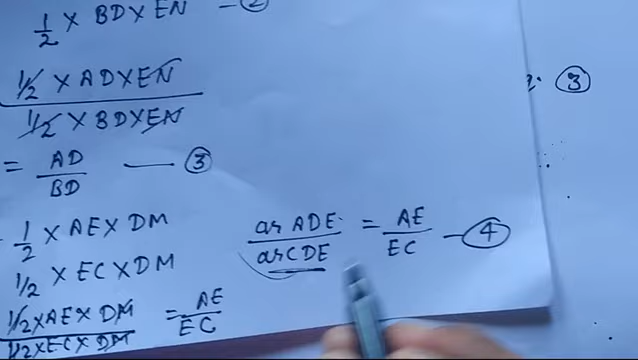 1/2 × BD × EN — ②
1/2 × AD × EN
1/2 × BD × EN
= AD/BD — ③
③
1/2 × AE × DM
1/2 × EC × DM
1/2 × AE × DM / 1/2 × EC × DM = AE/EC
ar ADE / ar CDE = AE/EC — ④